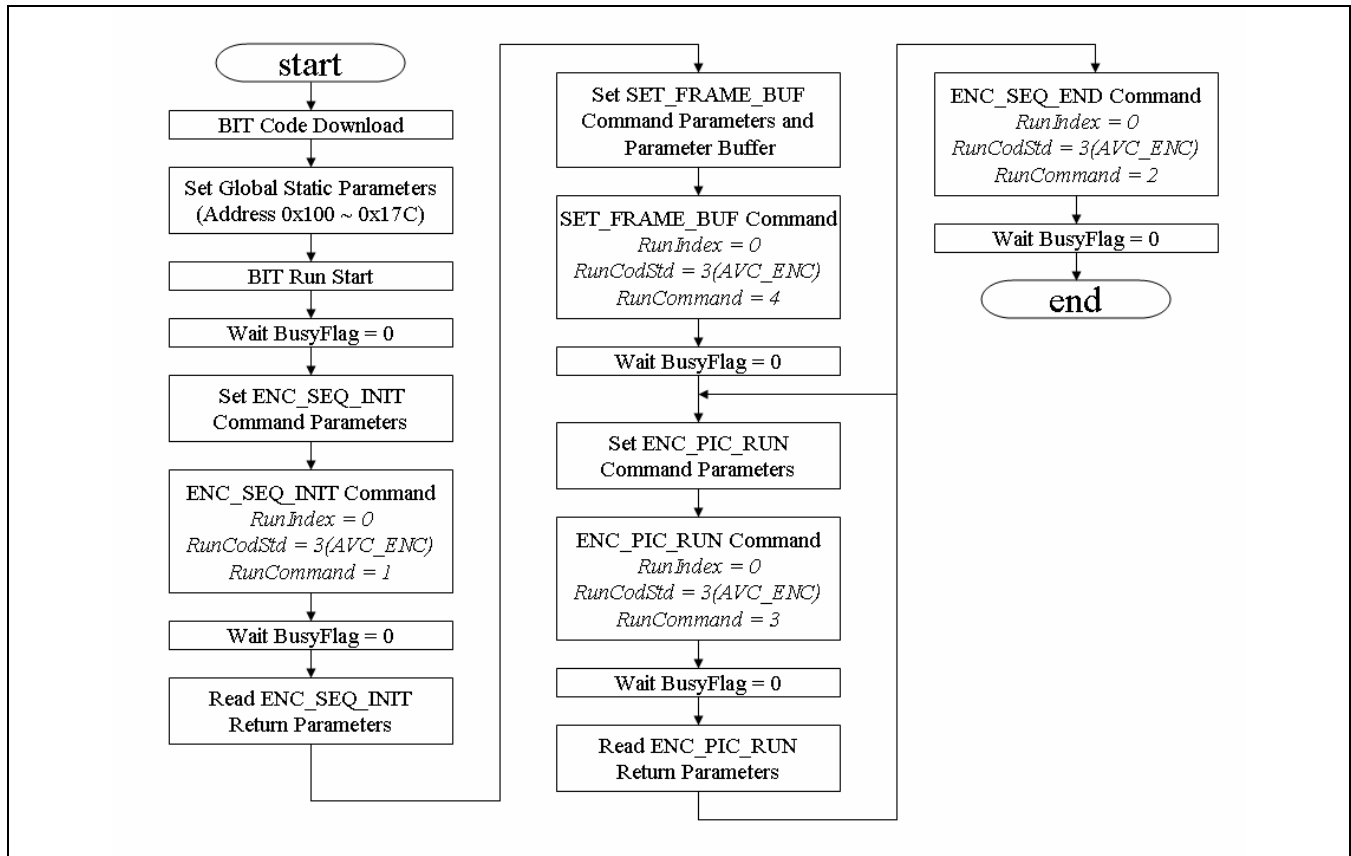 start
BIT Code Download
Set Global Static Parameters
(Address 0x100 ~ 0x17C)
BIT Run Start
Wait BusyFlag = 0
Set ENC_SEQ_INIT
Command Parameters
ENC_SEQ_INIT Command
RunIndex = 0
RunCodStd = 3(AVC_ENC)
RunCommand = 1
Wait BusyFlag = 0
Read ENC_SEQ_INIT
Return Parameters
Set SET_FRAME_BUF
Command Parameters and
Parameter Buffer
SET_FRAME_BUF Command
RunIndex = 0
RunCodStd = 3(AVC_ENC)
RunCommand = 4
Wait BusyFlag = 0
Set ENC_PIC_RUN
Command Parameters
ENC_PIC_RUN Command
RunIndex = 0
RunCodStd = 3(AVC_ENC)
RunCommand = 3
Wait BusyFlag = 0
Read ENC_PIC_RUN
Return Parameters
ENC_SEQ_END Command
RunIndex = 0
RunCodStd = 3(AVC_ENC)
RunCommand = 2
Wait BusyFlag = 0
end